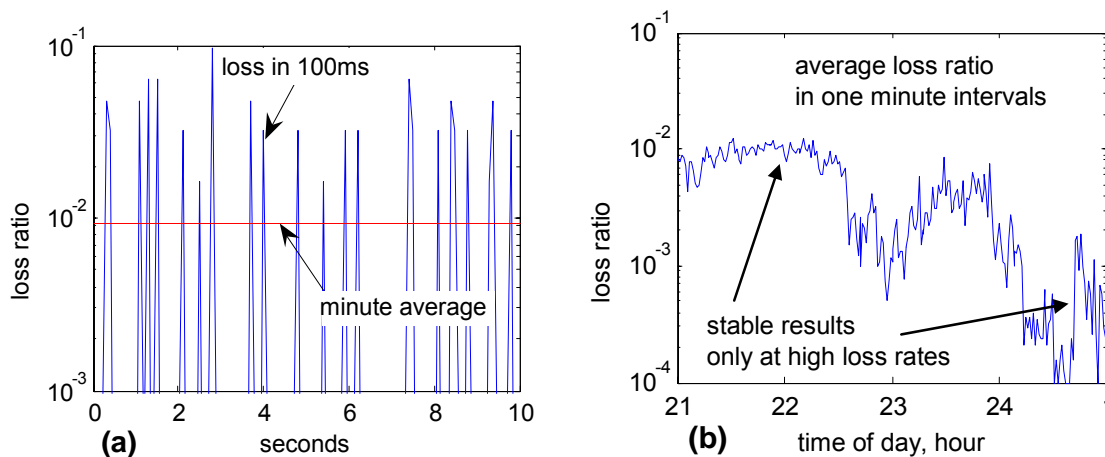 10^-1
loss in 100ms
10^-2
loss ratio
minute average
10^-3
0 2 4 6 8 10
(a) seconds
10^-1
average loss ratio
in one minute intervals
10^-2
loss ratio
10^-3
stable results
only at high loss rates
10^-4
21 22 23 24
(b) time of day, hour